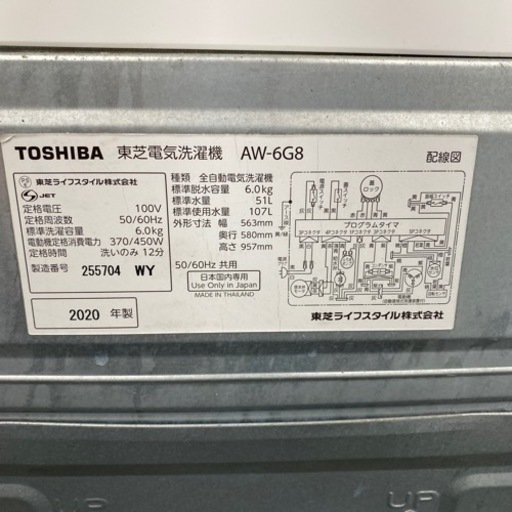 TOSHIBA 東芝電気洗濯機 AW-6G8 配線図
東芝ライフスタイル株式会社
JET
定格電圧 100V
定格周波数 50/60Hz
標準洗濯容量 6.0kg
電動機定格消費電力 370/450W
定格時間 洗いのみ 12分
製造番号 255704 WY
2020 年製
種類 全自動電気洗濯機
標準脱水容量 6.0kg
標準水量 51L
標準使用水量 107L
外形寸法 幅 563mm
奥行 580mm
高さ 957mm
50/60Hz 共用
日本国内専用
Use Only in Japan
MADE IN THAILAND
プログラムタイマ
東芝ライフスタイル株式会社
UP